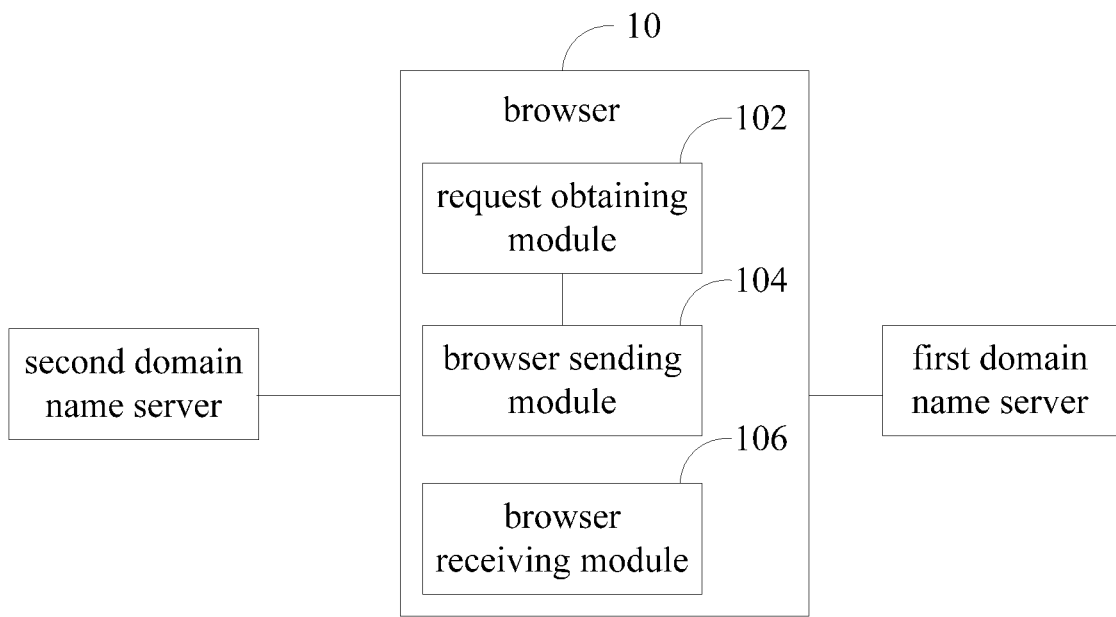 10
browser
102
request obtaining
module
104
browser sending
module
second domain
name server
first domain
name server
106
browser
receiving module